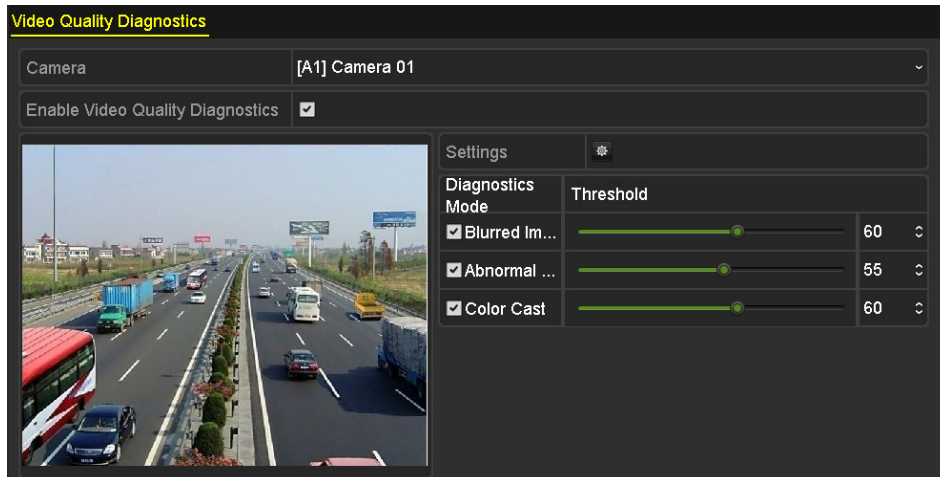 Video Quality Diagnostics
Camera
[A1] Camera 01
Enable Video Quality Diagnostics
Settings
Diagnostics
Mode
Threshold
Blurred Im...
60
Abnormal ...
55
Color Cast
60